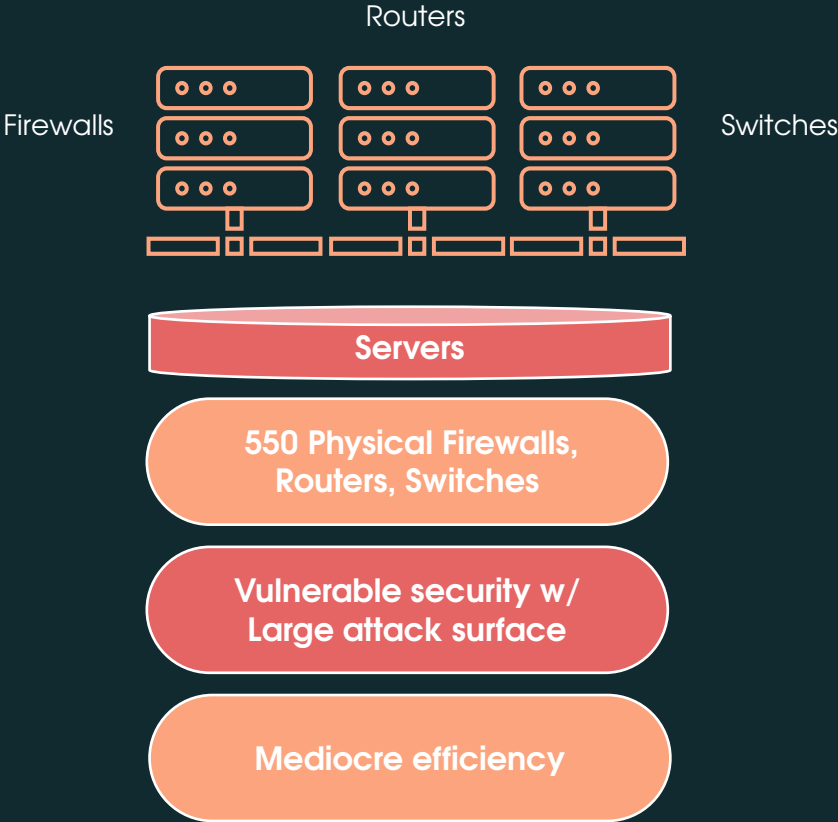 Routers
Firewalls
Switches
Servers
550 Physical Firewalls,
Routers, Switches
Vulnerable security w/
Large attack surface
Mediocre efficiency